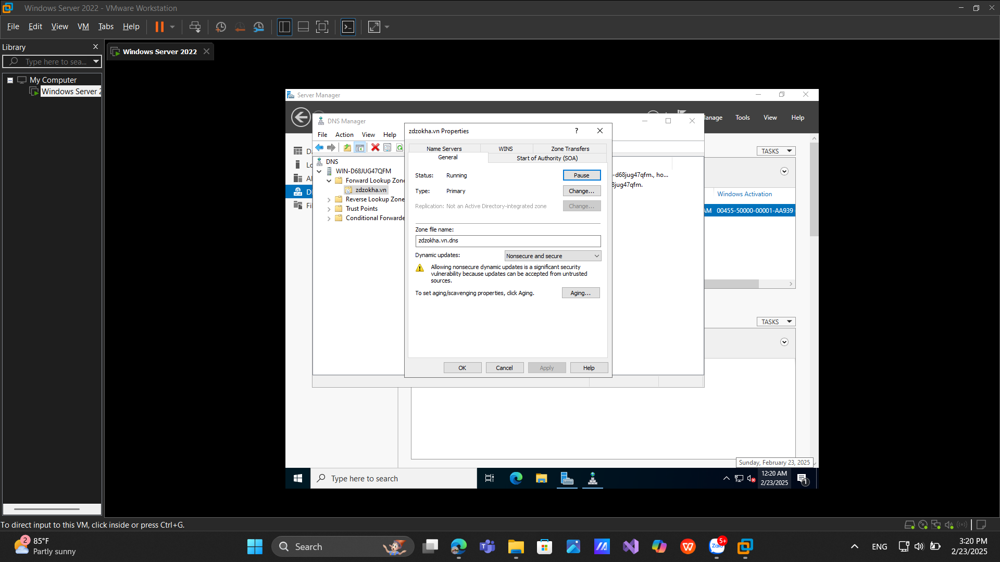 Windows Server 2022 - VMware Workstation
File Edit View VM Tabs Help
Library
Windows Server 2022
Type here to sea...
My Computer
Windows Server 2
Server Manager
Manage Tools View Help
DNS Manager
File Action View Help
DNS
WIN-D68JUG47QFM
Forward Lookup Zone
zdzokha.vn
Reverse Lookup Zone
Trust Points
Conditional Forwarde
zdzokha.vn Properties
?
Name Servers WINS Zone Transfers
General Start of Authority (SOA)
Status: Running Pause
Type: Primary Change...
Replication: Not an Active Directory-integrated zone Change...
Zone file name:
zdzokha.vn.dns
Dynamic updates: Nonsecure and secure
Allowing nonsecure dynamic updates is a significant security
vulnerability because updates can be accepted from untrusted
sources.
To set aging/scavenging properties, click Aging. Aging...
OK Cancel Apply Help
-d68jug47qfm., ho...
8jug47qfm.
TASKS
Windows Activation
AM 00455-50000-00001-AA939
TASKS
Sunday, February 23, 2025
Type here to search
12:20 AM
2/23/2025
1
To direct input to this VM, click inside or press Ctrl+G.
2
85°F
Partly sunny
Search
Zalo
5+
ENG
3:20 PM
2/23/2025